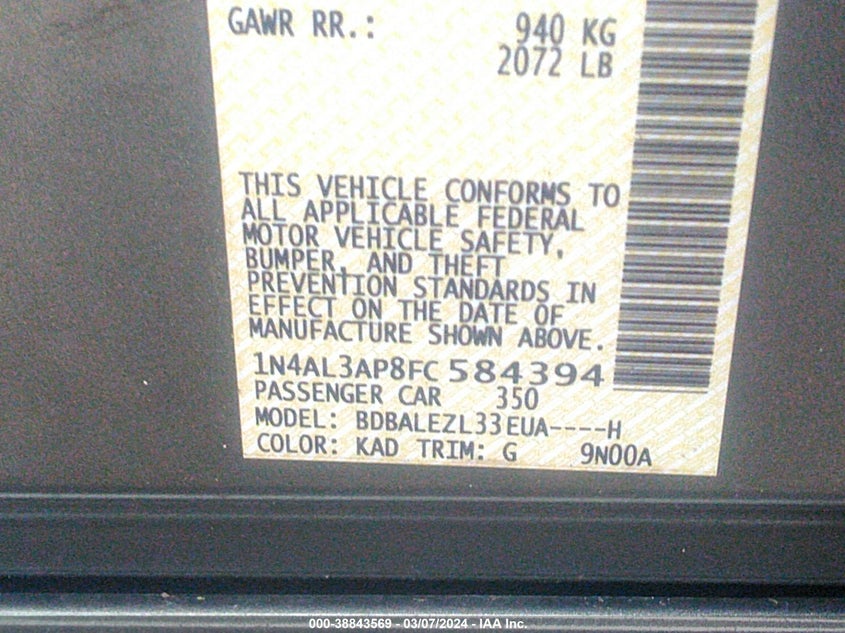 GAWR RR.: 940 KG
2072 LB
THIS VEHICLE CONFORMS TO
ALL APPLICABLE FEDERAL
MOTOR VEHICLE SAFETY,
BUMPER, AND THEFT
PREVENTION STANDARDS IN
EFFECT ON THE DATE OF
MANUFACTURE SHOWN ABOVE.
1N4AL3AP8FC584394
PASSENGER CAR 350
MODEL: BDBALEZL33EUA----H
COLOR: KAD TRIM: G 9N00A
000-38843569 - 03/07/2024 - IAA Inc.